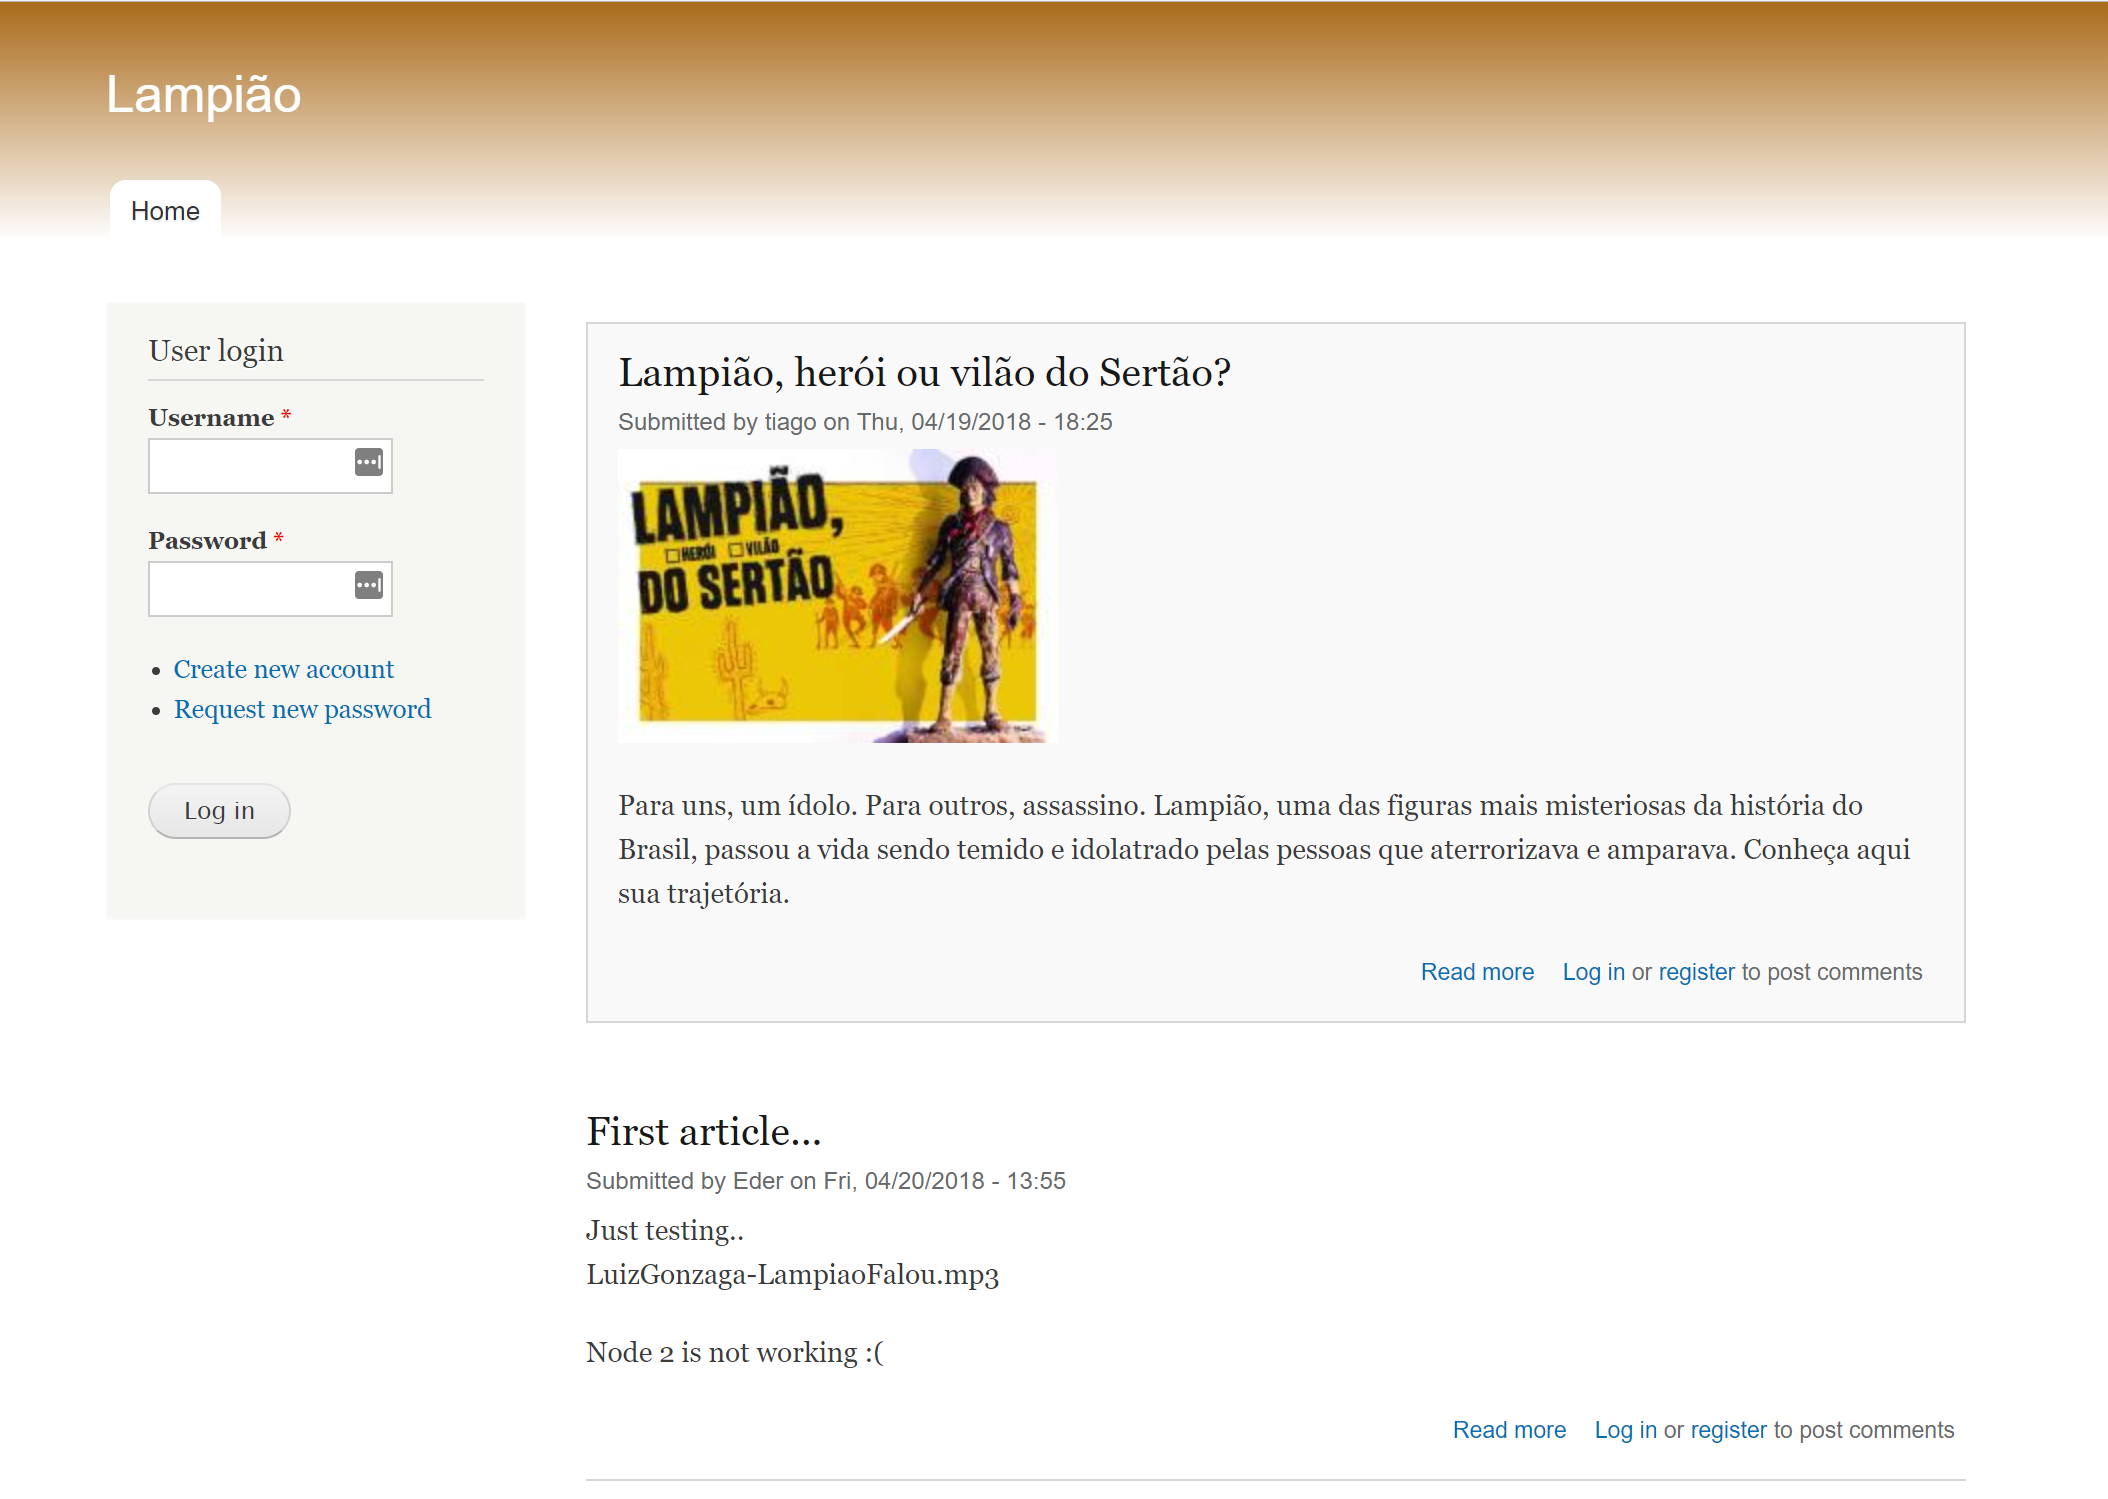 Lampião
Home
User login
Username *
Password *
Create new account
Request new password
Log in
Lampião, herói ou vilão do Sertão?
Submitted by tiago on Thu, 04/19/2018 - 18:25
LAMPIÃO,
HERÓI VILÃO
DO SERTÃO
Para uns, um ídolo. Para outros, assassino. Lampião, uma das figuras mais misteriosas da história do
Brasil, passou a vida sendo temido e idolatrado pelas pessoas que aterrorizava e amparava. Conheça aqui
sua trajetória.
Read more Log in or register to post comments
First article...
Submitted by Eder on Fri, 04/20/2018 - 13:55
Just testing..
LuizGonzaga-LampiaoFalou.mp3
Node 2 is not working :(
Read more Log in or register to post comments